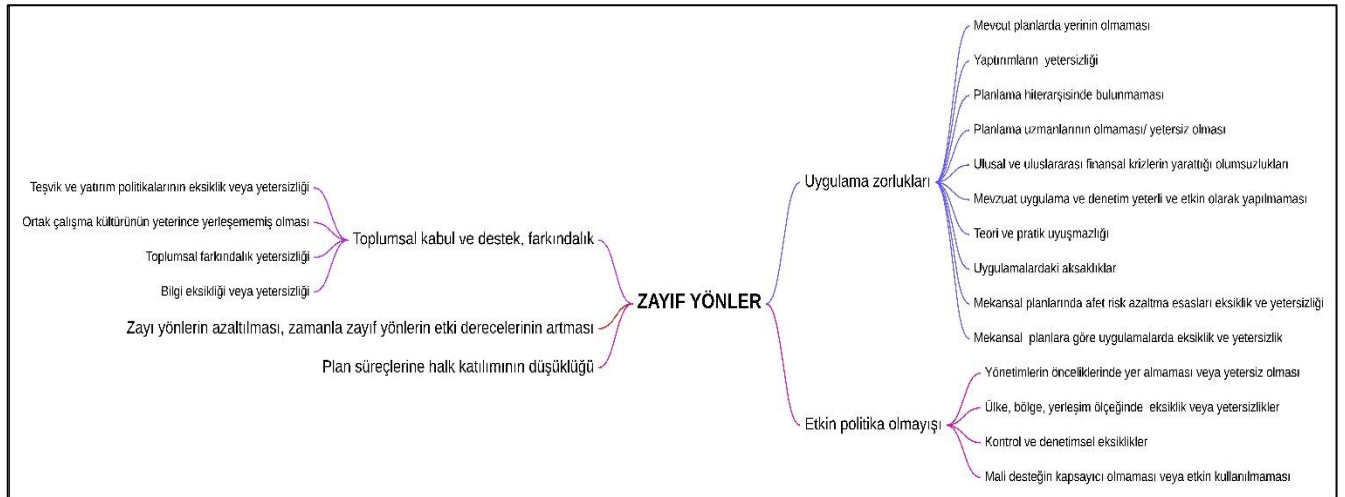 ZAYIF YÖNLER
Uygulama zorlukları
Mevcut planlarda yerinin olmaması
Yaptırımların yetersizliği
Planlama hiterarşisinde bulunmaması
Planlama uzmanlarının olmaması/ yetersiz olması
Ulusal ve uluslararası finansal krizlerin yarattığı olumsuzlukları
Mevzuat uygulama ve denetim yeterli ve etkin olarak yapılmaması
Teori ve pratik uyuşmazlığı
Uygulamalardaki aksaklıklar
Mekansal planlarında afet risk azaltma esasları eksiklik ve yetersizliği
Mekansal planlara göre uygulamalarda eksiklik ve yetersizlik
Etkin politika olmayışı
Yönetimlerin önceliklerinde yer almaması veya yetersiz olması
Ülke, bölge, yerleşim ölçeğinde eksiklik veya yetersizlikler
Kontrol ve denetimsel eksiklikler
Mali desteğin kapsayıcı olmaması veya etkin kullanılmaması
Toplumsal kabul ve destek, farkındalık
Teşvik ve yatırım politikalarının eksiklik veya yetersizliği
Ortak çalışma kültürünün yeterince yerleşememiş olması
Toplumsal farkındalık yetersizliği
Bilgi eksikliği veya yetersizliği
Zayı yönlerin azaltılması, zamanla zayıf yönlerin etki derecelerinin artması
Plan süreçlerine halk katılımının düşüklüğü